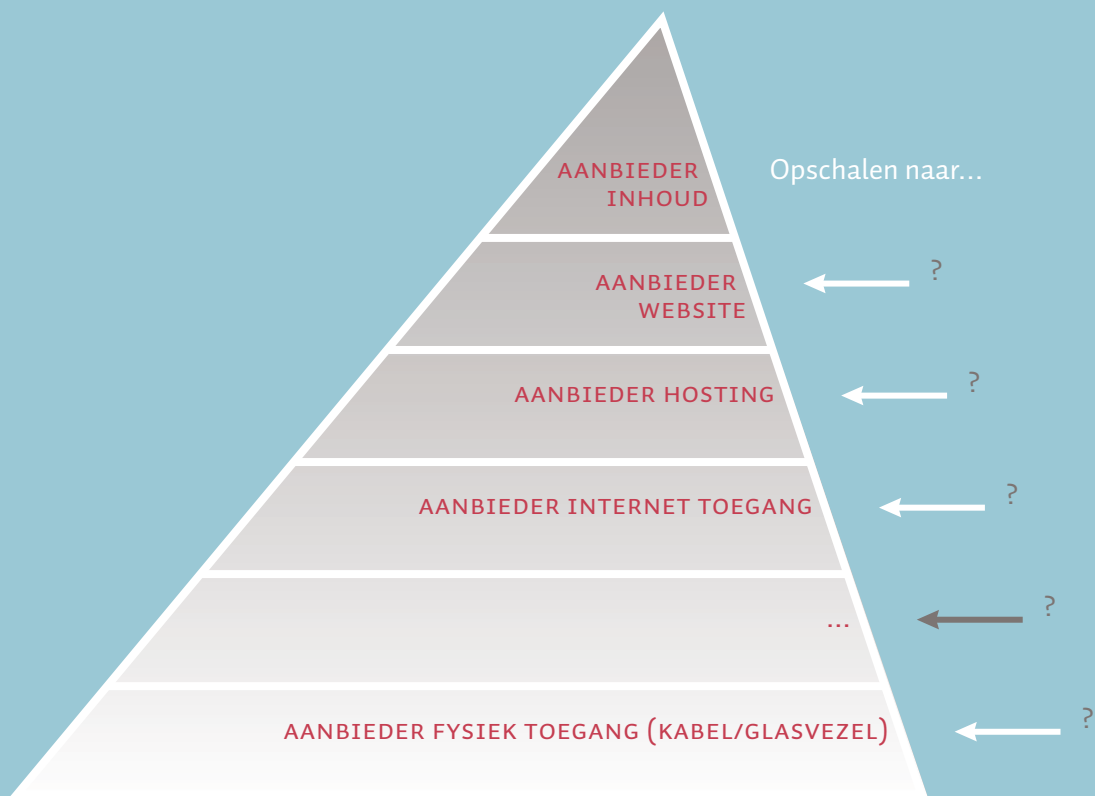 AANBIEDER
INHOUD
Opschalen naar...
AANBIEDER
WEBSITE
?
AANBIEDER HOSTING
?
AANBIEDER INTERNET TOEGANG
?
...
?
AANBIEDER FYSIEK TOEGANG (KABEL/GLASVEZEL)
?